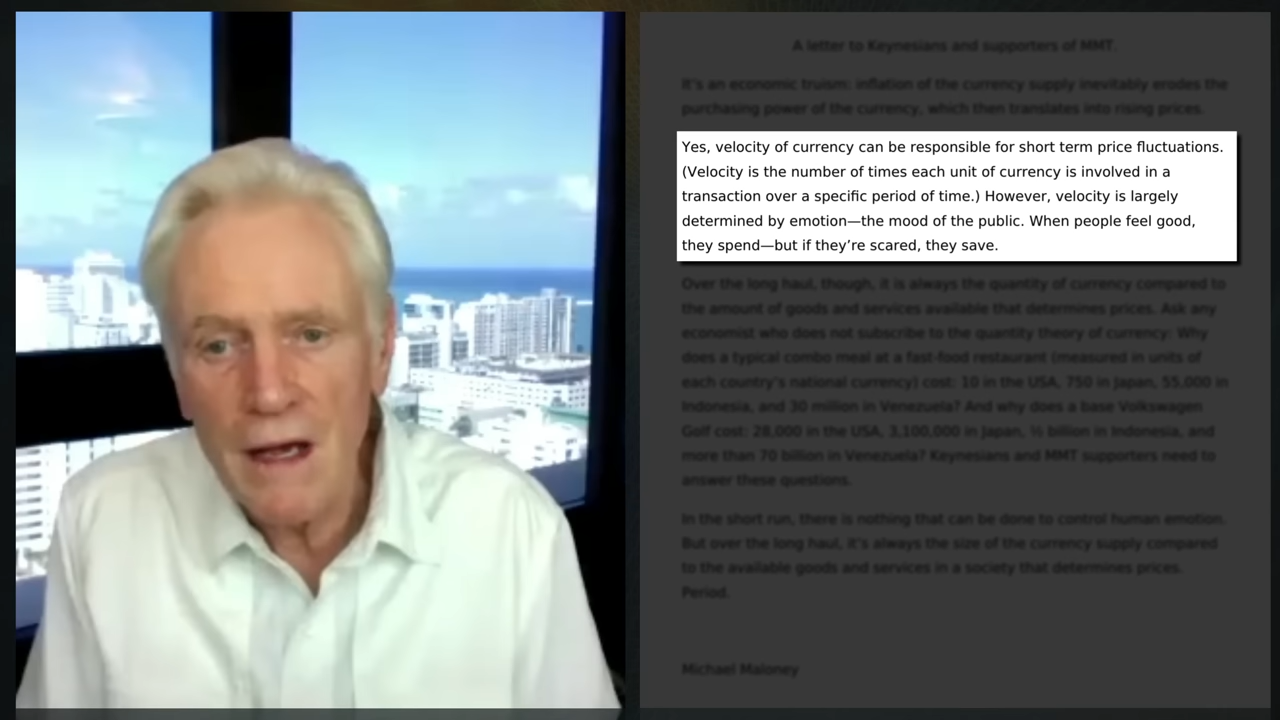 A letter to Keynesians and supporters of MMT.
It's an economic truism: inflation of the currency supply inevitably erodes the
purchasing power of the currency, which then translates into rising prices.
Yes, velocity of currency can be responsible for short term price fluctuations.
(Velocity is the number of times each unit of currency is involved in a
transaction over a specific period of time.) However, velocity is largely
determined by emotion—the mood of the public. When people feel good,
they spend—but if they’re scared, they save.
Over the long haul, though, it is always the quantity of currency compared to
the amount of goods and services available that determines prices. Ask any
economist who does not subscribe to the quantity theory of currency: Why
does a typical combo meal at a fast-food restaurant (measured in units of
each country's national currency) cost: 10 in the USA, 750 in Japan, 55,000 in
Indonesia, and 30 million in Venezuela? And why does a base Volkswagen
Golf cost: 28,000 in the USA, 3,100,000 in Japan, ½ billion in Indonesia, and
more than 70 billion in Venezuela? Keynesians and MMT supporters need to
answer these questions.
In the short run, there is nothing that can be done to control human emotion.
But over the long haul, it's always the size of the currency supply compared
to the available goods and services in a society that determines prices.
Period.
Michael Maloney